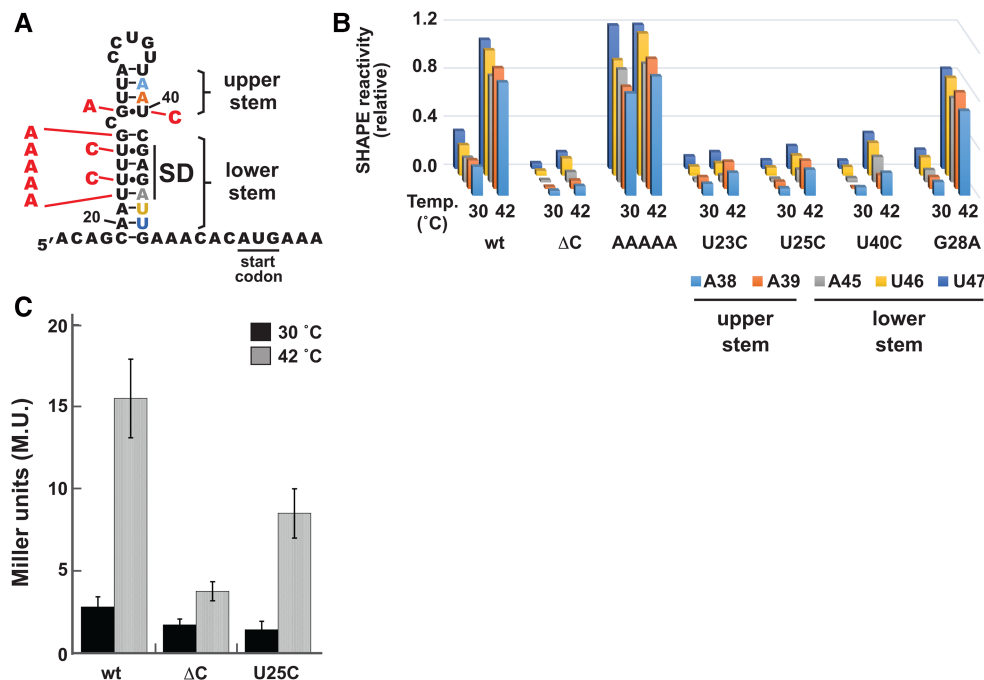 A
C U G
C U
A U
U – A
U – A
A G • U 40 C
C
A G – C
A C U • G
A U – A
A C U • G
A U – A
A – U
20 A – U
upper stem
SD
lower stem
5′ACAGC–GAAACACAUGAAA
start codon
B
SHAPE reactivity (relative)
1.2
0.8
0.4
0.0
Temp. (˚C)
30 42 30 42 30 42 30 42 30 42 30 42 30 42
wt ΔC AAAAA U23C U25C U40C G28A
A38 A39 A45 U46 U47
upper stem
lower stem
C
Miller units (M.U.)
20
15
10
5
0
30 ˚C
42 ˚C
wt ΔC U25C